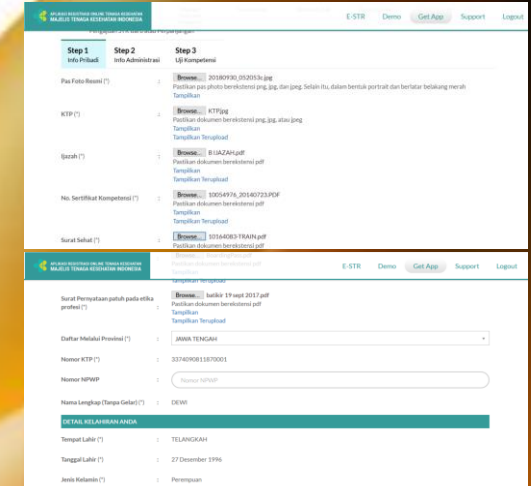 APLIKASI REGISTRASI ONLINE TENAGA KESEHATAN
MAJELIS TENAGA KESEHATAN INDONESIA
E-STR Demo Get App Support Logout
Step 1 Step 2 Step 3
Info Pribadi Info Administrasi Uji Kompetensi
Pas Foto Resmi (*) : Browse... 20180930_052053c.jpg
Pastikan pas photo berekstensi png, jpg, dan jpeg. Selain itu, dalam bentuk portrait dan berlatar belakang merah
Tampilkan
KTP (*) : Browse... KTP.jpg
Pastikan dokumen berekstensi png, jpg, atau jpeg
Tampilkan
Tampilkan Terupload
Ijazah (*) : Browse... B IJAZAH.pdf
Pastikan dokumen berekstensi pdf
Tampilkan
Tampilkan Terupload
No. Sertifikat Kompetensi (*) : Browse... 10054976_20140723.PDF
Pastikan dokumen berekstensi pdf
Tampilkan
Tampilkan Terupload
Surat Sehat (*) : Browse... 10164083-TRAIN.pdf
Pastikan dokumen berekstensi pdf
APLIKASI REGISTRASI ONLINE TENAGA KESEHATAN
MAJELIS TENAGA KESEHATAN INDONESIA
E-STR Demo Get App Support Logout
Tampilkan Terupload
Surat Pernyataan patuh pada etika profesi (*) : Browse... batikir 19 sept 2017.pdf
Pastikan dokumen berekstensi pdf
Tampilkan
Tampilkan Terupload
Daftar Melalui Provinsi (*) : JAWA TENGAH
Nomor KTP (*) : 3374090811870001
Nomor NPWP : Nomor NPWP
Nama Lengkap (Tanpa Gelar) (*) : DEWI
DETAIL KELAHIRAN ANDA
Tempat Lahir (*) : TELANGKAH
Tanggal Lahir (*) : 27 Desember 1996
Jenis Kelamin (*) : Perempuan